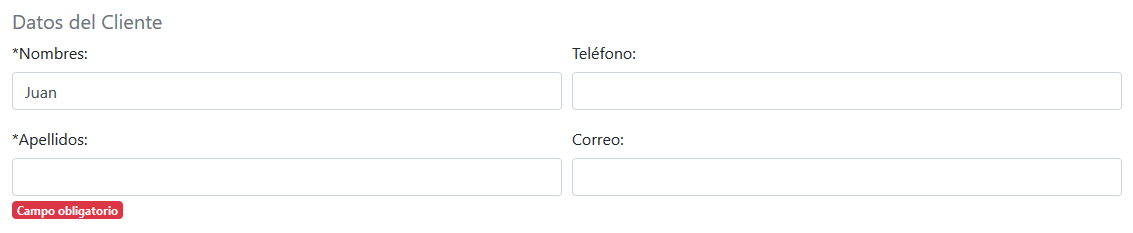 Datos del Cliente
*Nombres:
Teléfono:
Juan
*Apellidos:
Correo:
Campo obligatorio